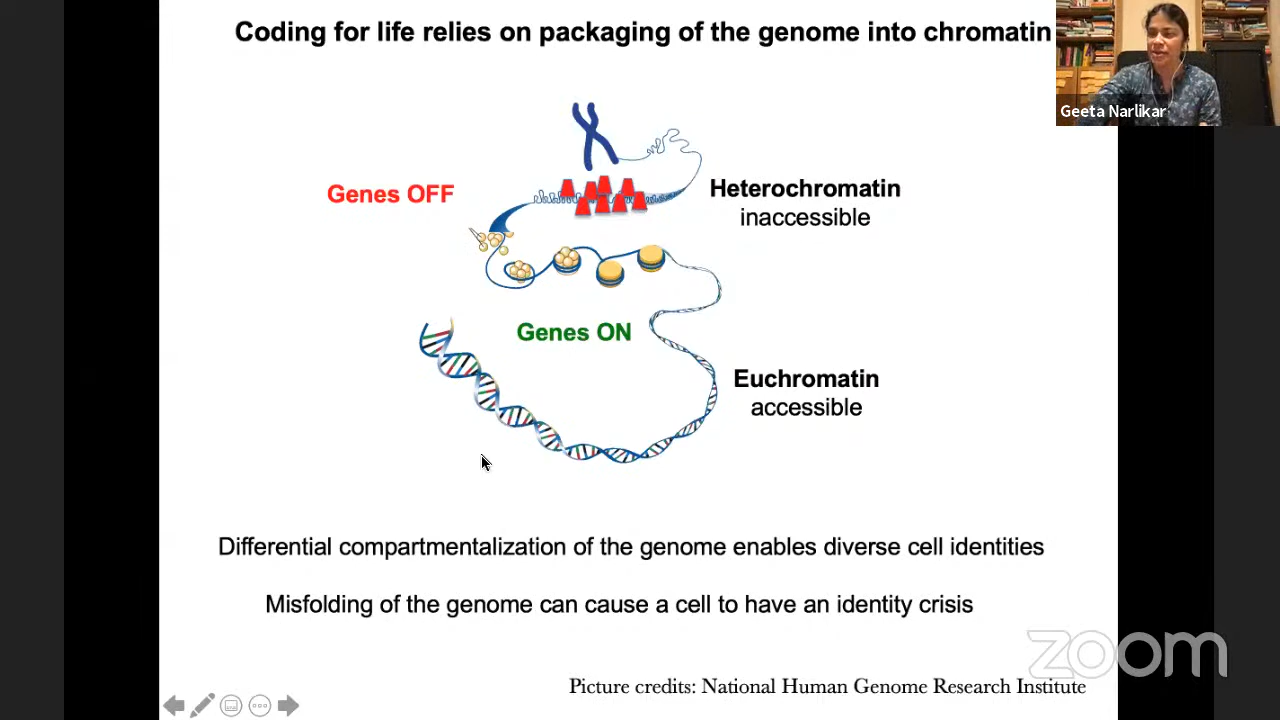 Coding for life relies on packaging of the genome into chromatin
Geeta Narlikar
Genes OFF
Heterochromatin
inaccessible
Genes ON
Euchromatin
accessible
Differential compartmentalization of the genome enables diverse cell identities
Misfolding of the genome can cause a cell to have an identity crisis
zoom
Picture credits: National Human Genome Research Institute